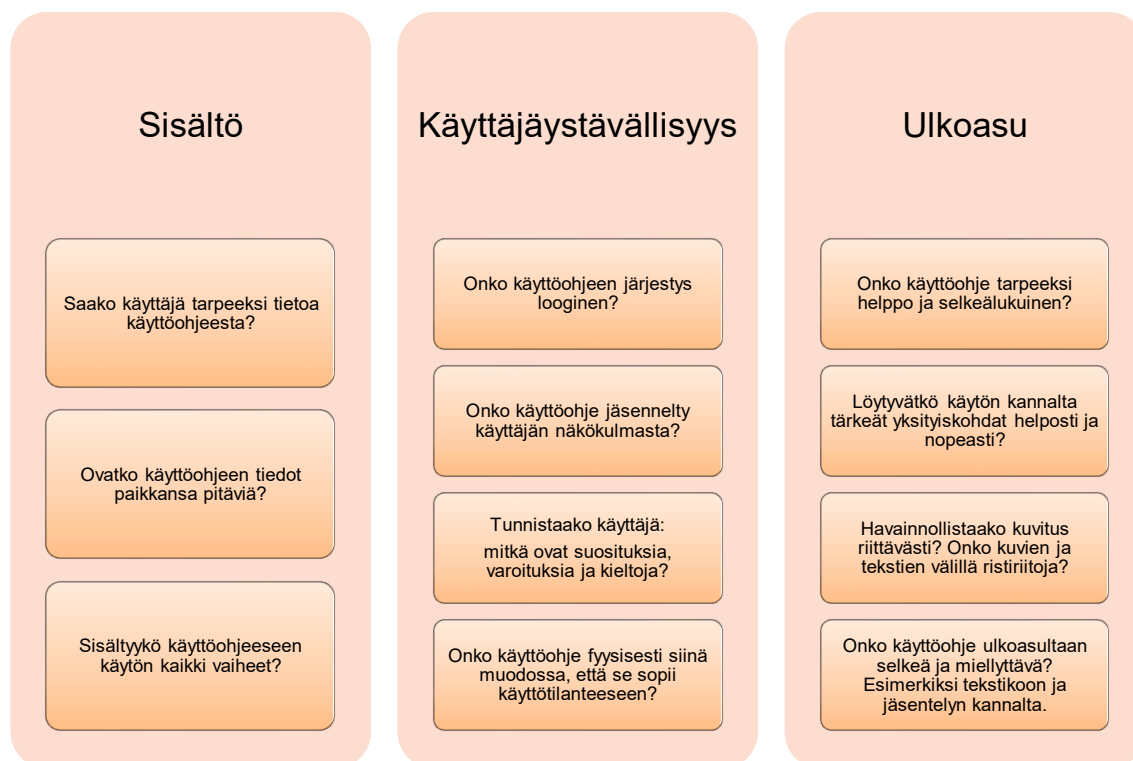 Sisältö
Saako käyttäjä tarpeeksi tietoa
käyttöohjeesta?
Ovatko käyttöohjeen tiedot
paikkansa pitäviä?
Sisältyykö käyttöohjeeseen
käytön kaikki vaiheet?
Käyttäjäystävällisyys
Onko käyttöohjeen järjestys
looginen?
Onko käyttöohje jäsennelty
käyttäjän näkökulmasta?
Tunnistaako käyttäjä:
mitkä ovat suosituksia,
varoituksia ja kieltoja?
Onko käyttöohje fyysisesti siinä
muodossa, että se sopii
käyttötilanteeseen?
Ulkoasu
Onko käyttöohje tarpeeksi
helppo ja selkeälukuinen?
Löytyvätkö käytön kannalta
tärkeät yksityiskohdat helposti ja
nopeasti?
Havainnollistaako kuvitus
riittävästi? Onko kuvien ja
tekstien välillä ristiriitoja?
Onko käyttöohje ulkoasultaan
selkeä ja miellyttävä?
Esimerkiksi tekstikoon ja
jäsentelyn kannalta.